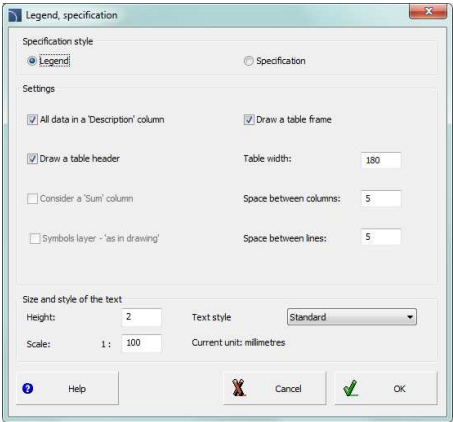 Legend, specification
Specification style
Legend
Specification
Settings
All data in a 'Description' column
Draw a table frame
Draw a table header
Table width: 180
Consider a 'Sum' column
Space between columns: 5
Symbols layer - 'as in drawing'
Space between lines: 5
Size and style of the text
Height: 2
Text style Standard
Scale: 1: 100
Current unit: millimetres
Help
Cancel
OK